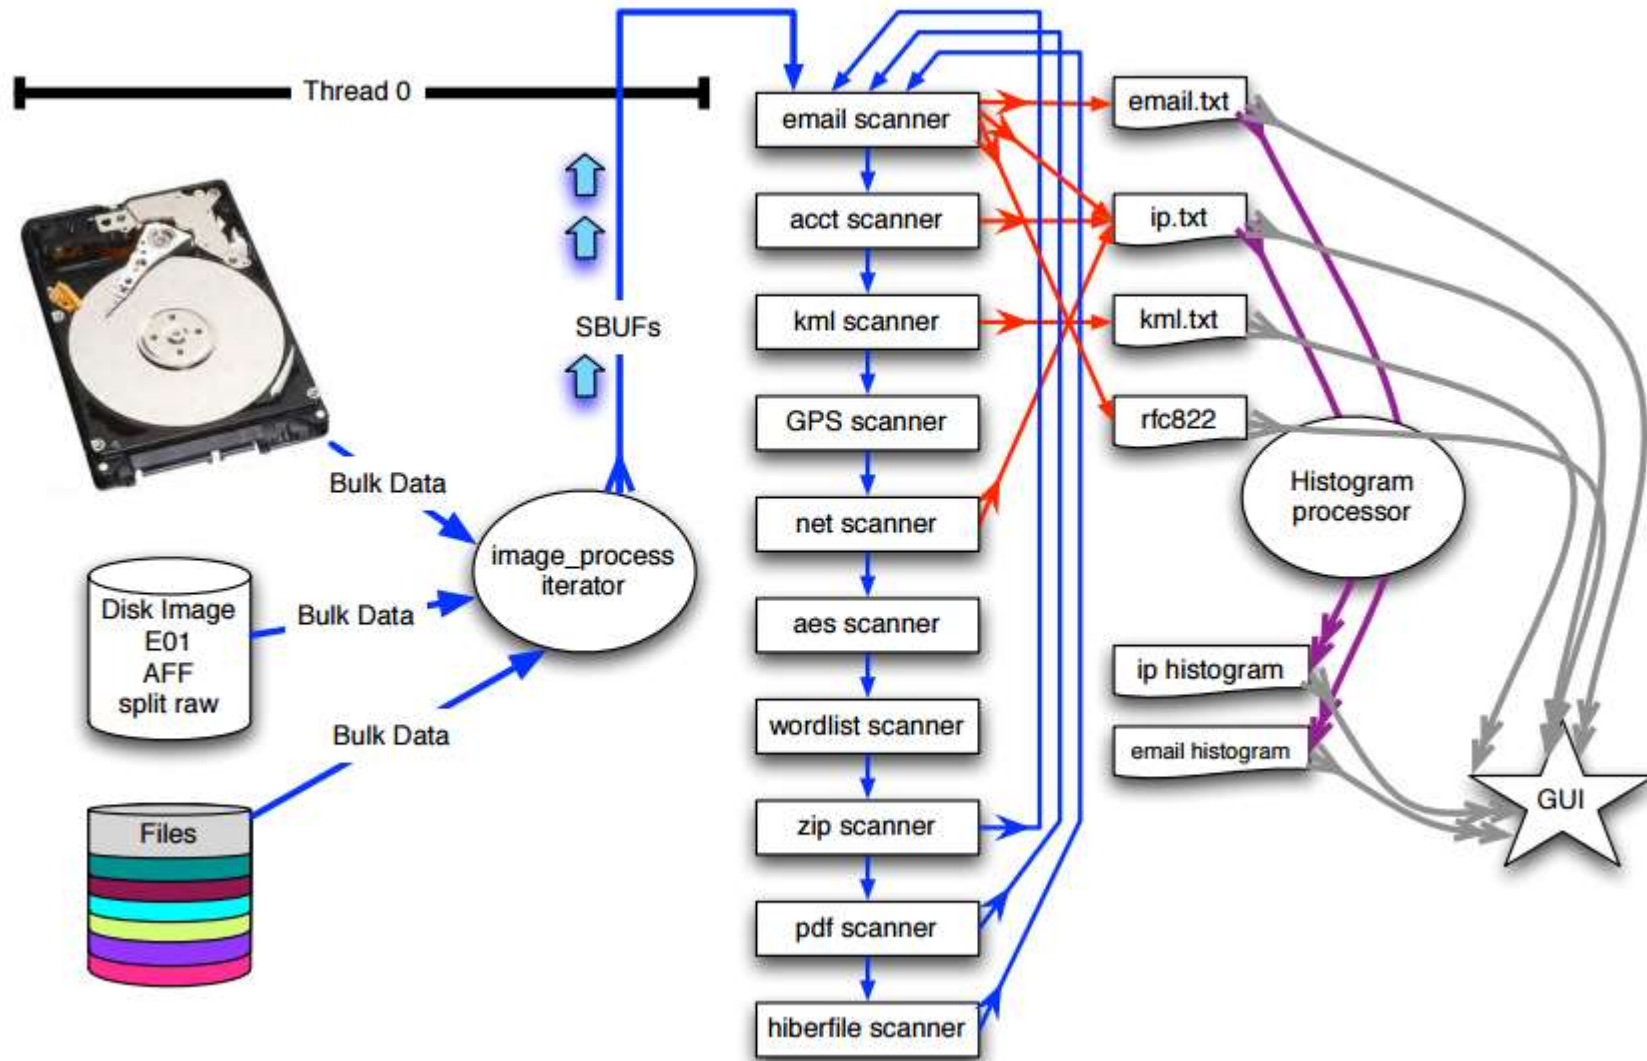 Thread 0
SBUFs
Bulk Data
Bulk Data
Bulk Data
image_process
iterator
Disk Image
E01
AFF
split raw
Files
email scanner
acct scanner
kml scanner
GPS scanner
net scanner
aes scanner
wordlist scanner
zip scanner
pdf scanner
hiberfile scanner
email.txt
ip.txt
kml.txt
rfc822
Histogram
processor
ip histogram
email histogram
GUI